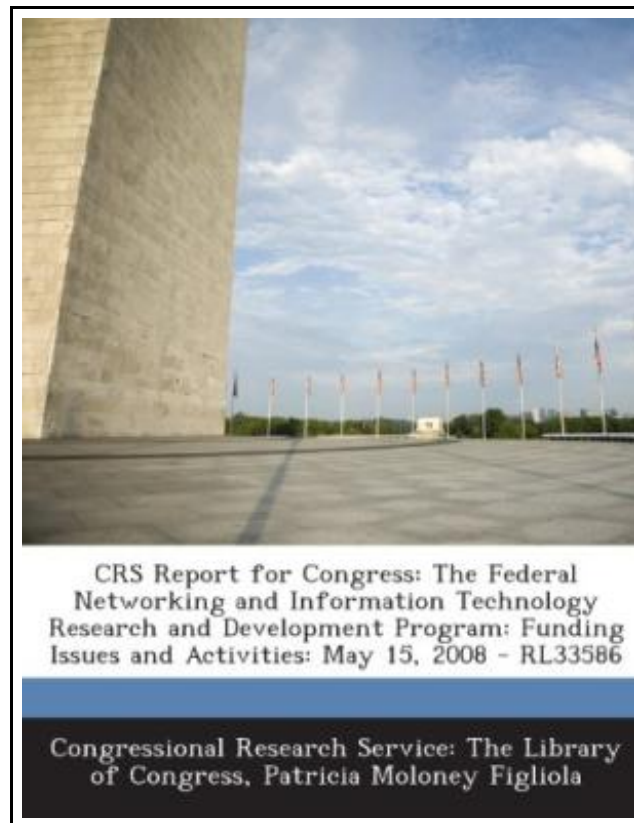 CRS Report for Congress: The Federal
Networking and Information Technology
Research and Development Program: Funding
Issues and Activities: May 15, 2008 - RL33586
Congressional Research Service: The Library
of Congress, Patricia Moloney Figliola